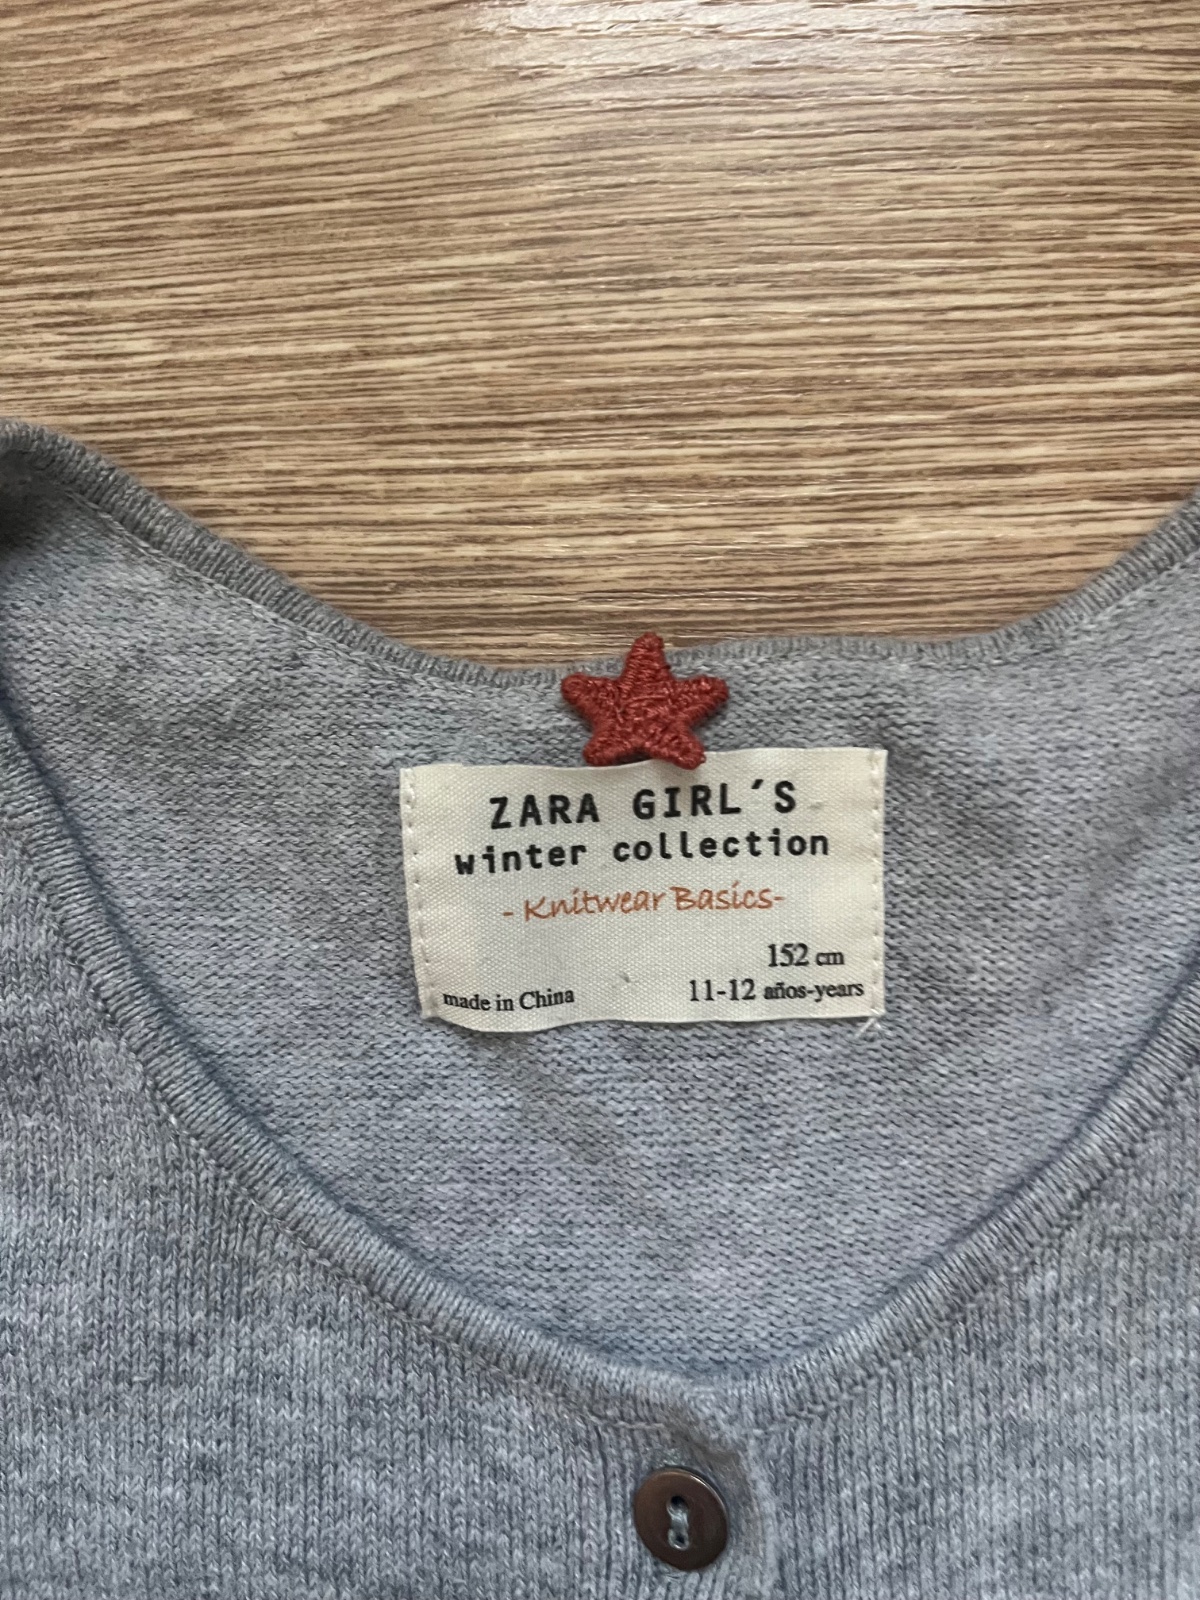 ZARA GIRL´S
winter collection
- Knitwear Basics-
152 cm
made in China 11-12 años-years